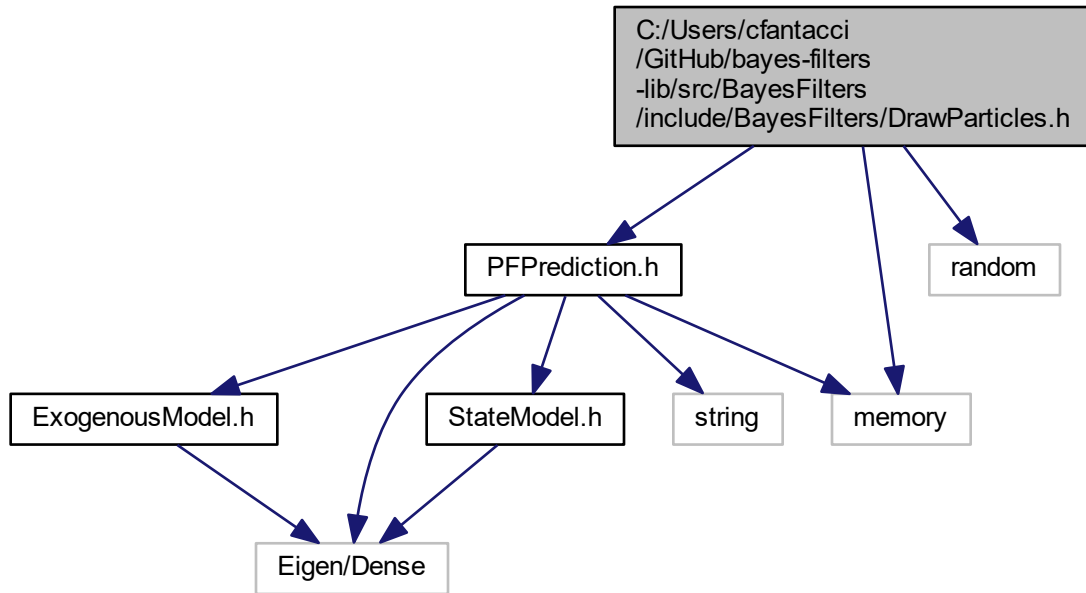 C:/Users/cfantacci
/GitHub/bayes-filters
-lib/src/BayesFilters
/include/BayesFilters/DrawParticles.h
PFPrediction.h
random
ExogenousModel.h
StateModel.h
string
memory
Eigen/Dense